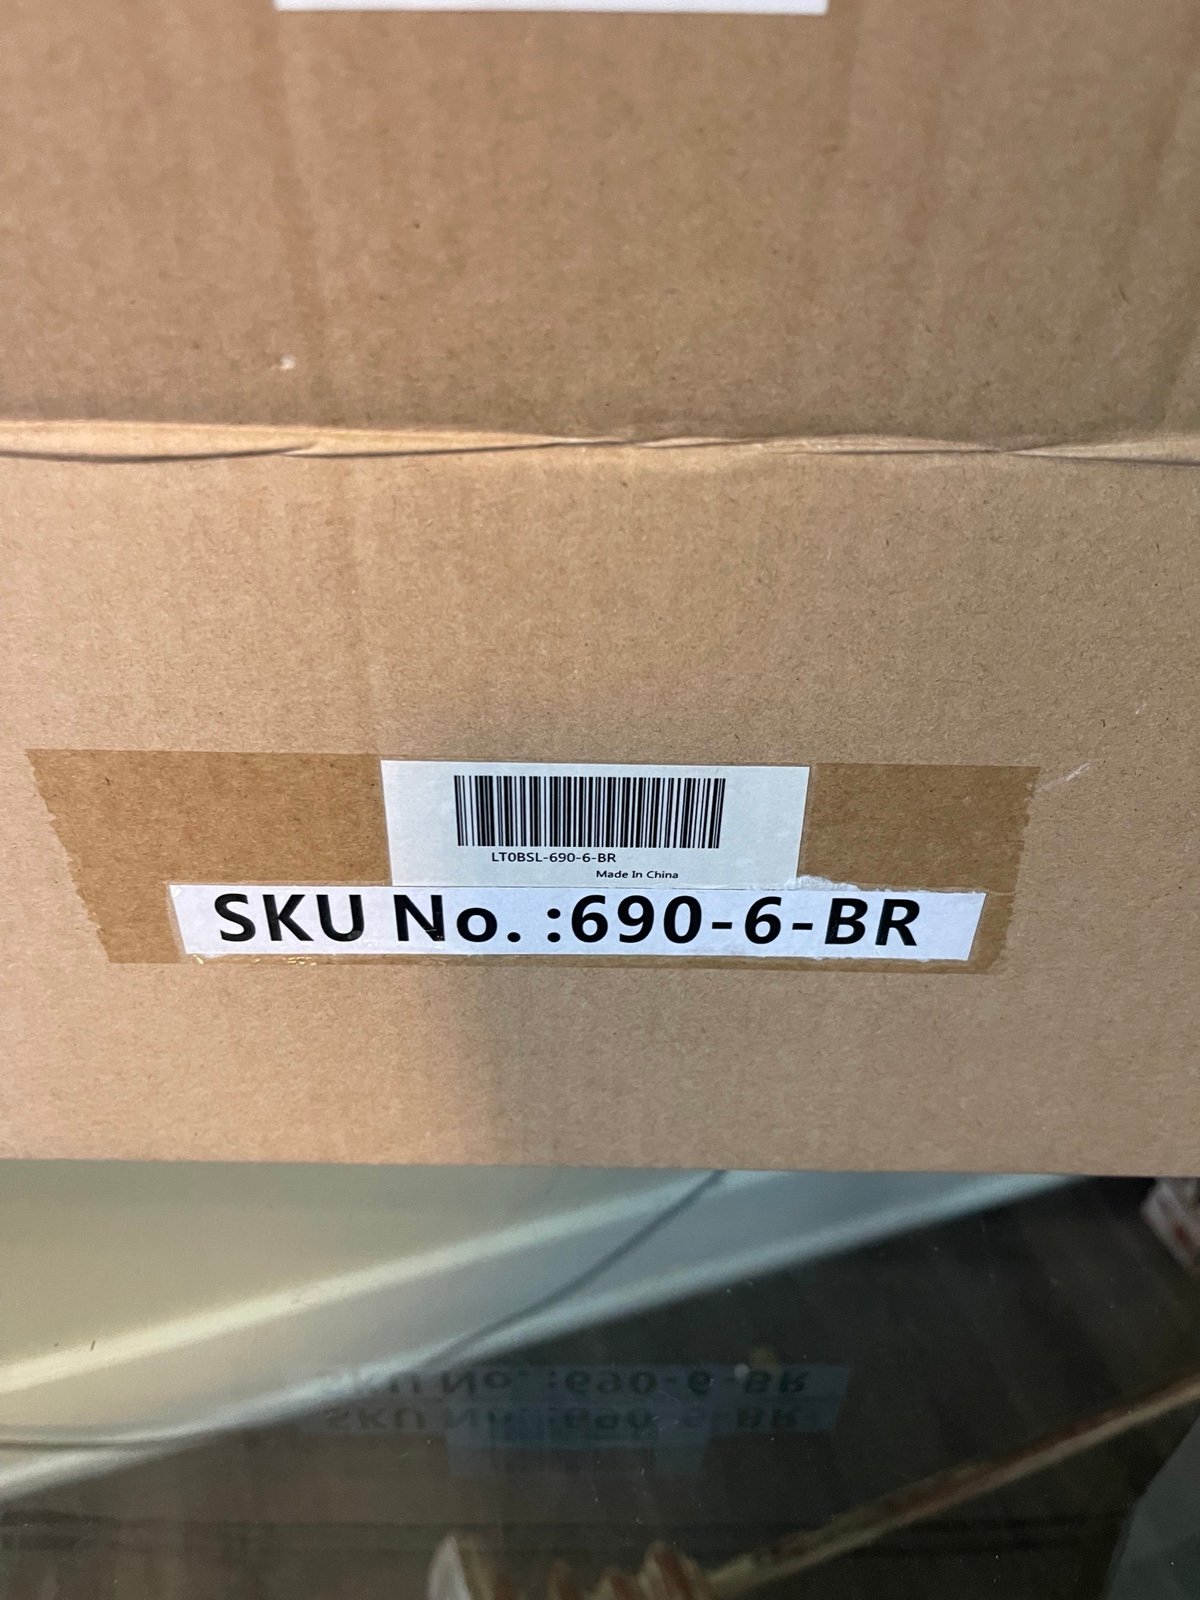 LT0BSL-690-6-BR
Made In China
SKU No. :690-6-BR